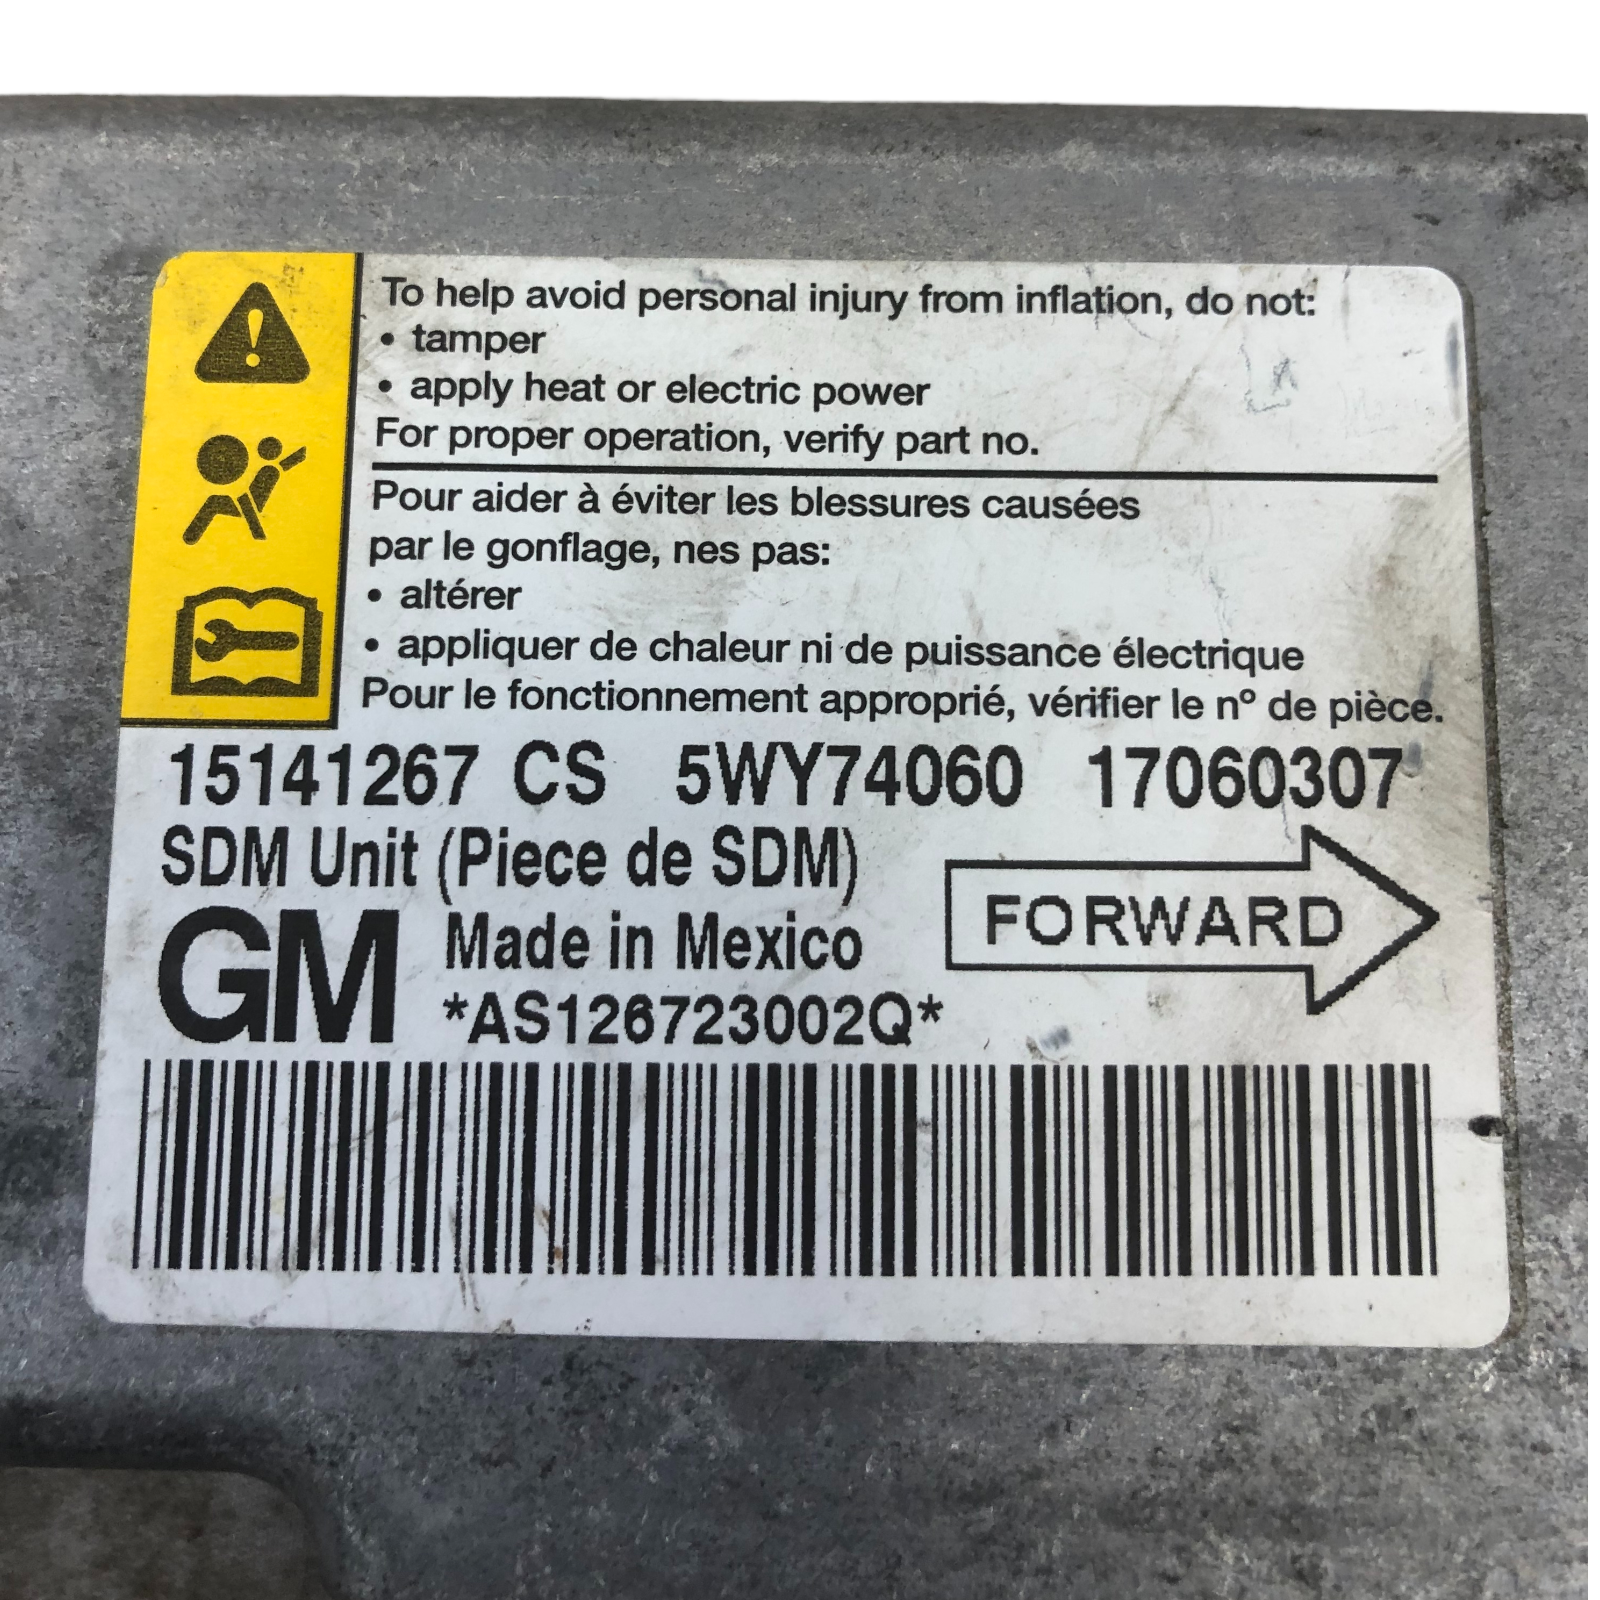 To help avoid personal injury from inflation, do not:
• tamper
• apply heat or electric power
For proper operation, verify part no.
Pour aider à éviter les blessures causées
par le gonflage, nes pas:
• altérer
• appliquer de chaleur ni de puissance électrique
Pour le fonctionnement approprié, vérifier le nº de pièce.
15141267 CS 5WY74060 17060307
SDM Unit (Piece de SDM)
FORWARD
GM Made in Mexico
*AS126723002Q*